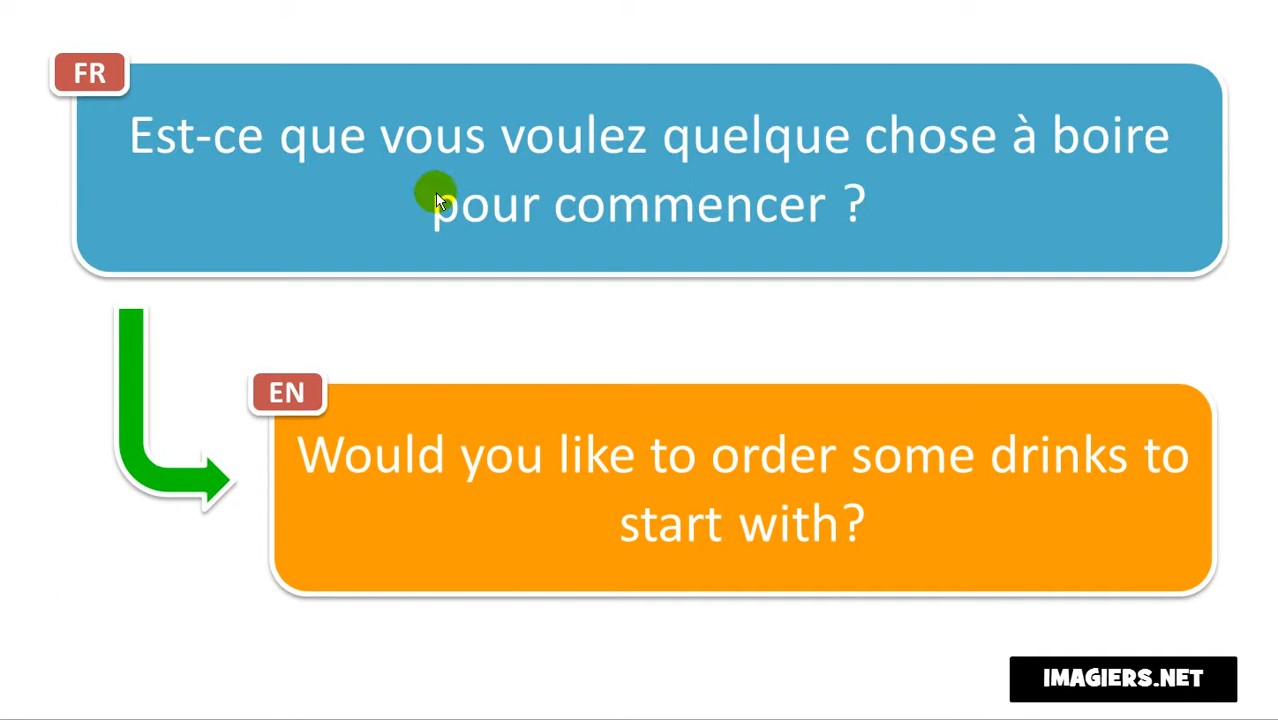 FR
Est-ce que vous voulez quelque chose à boire
pour commencer ?
EN
Would you like to order some drinks to
start with?
IMAGIERS.NET